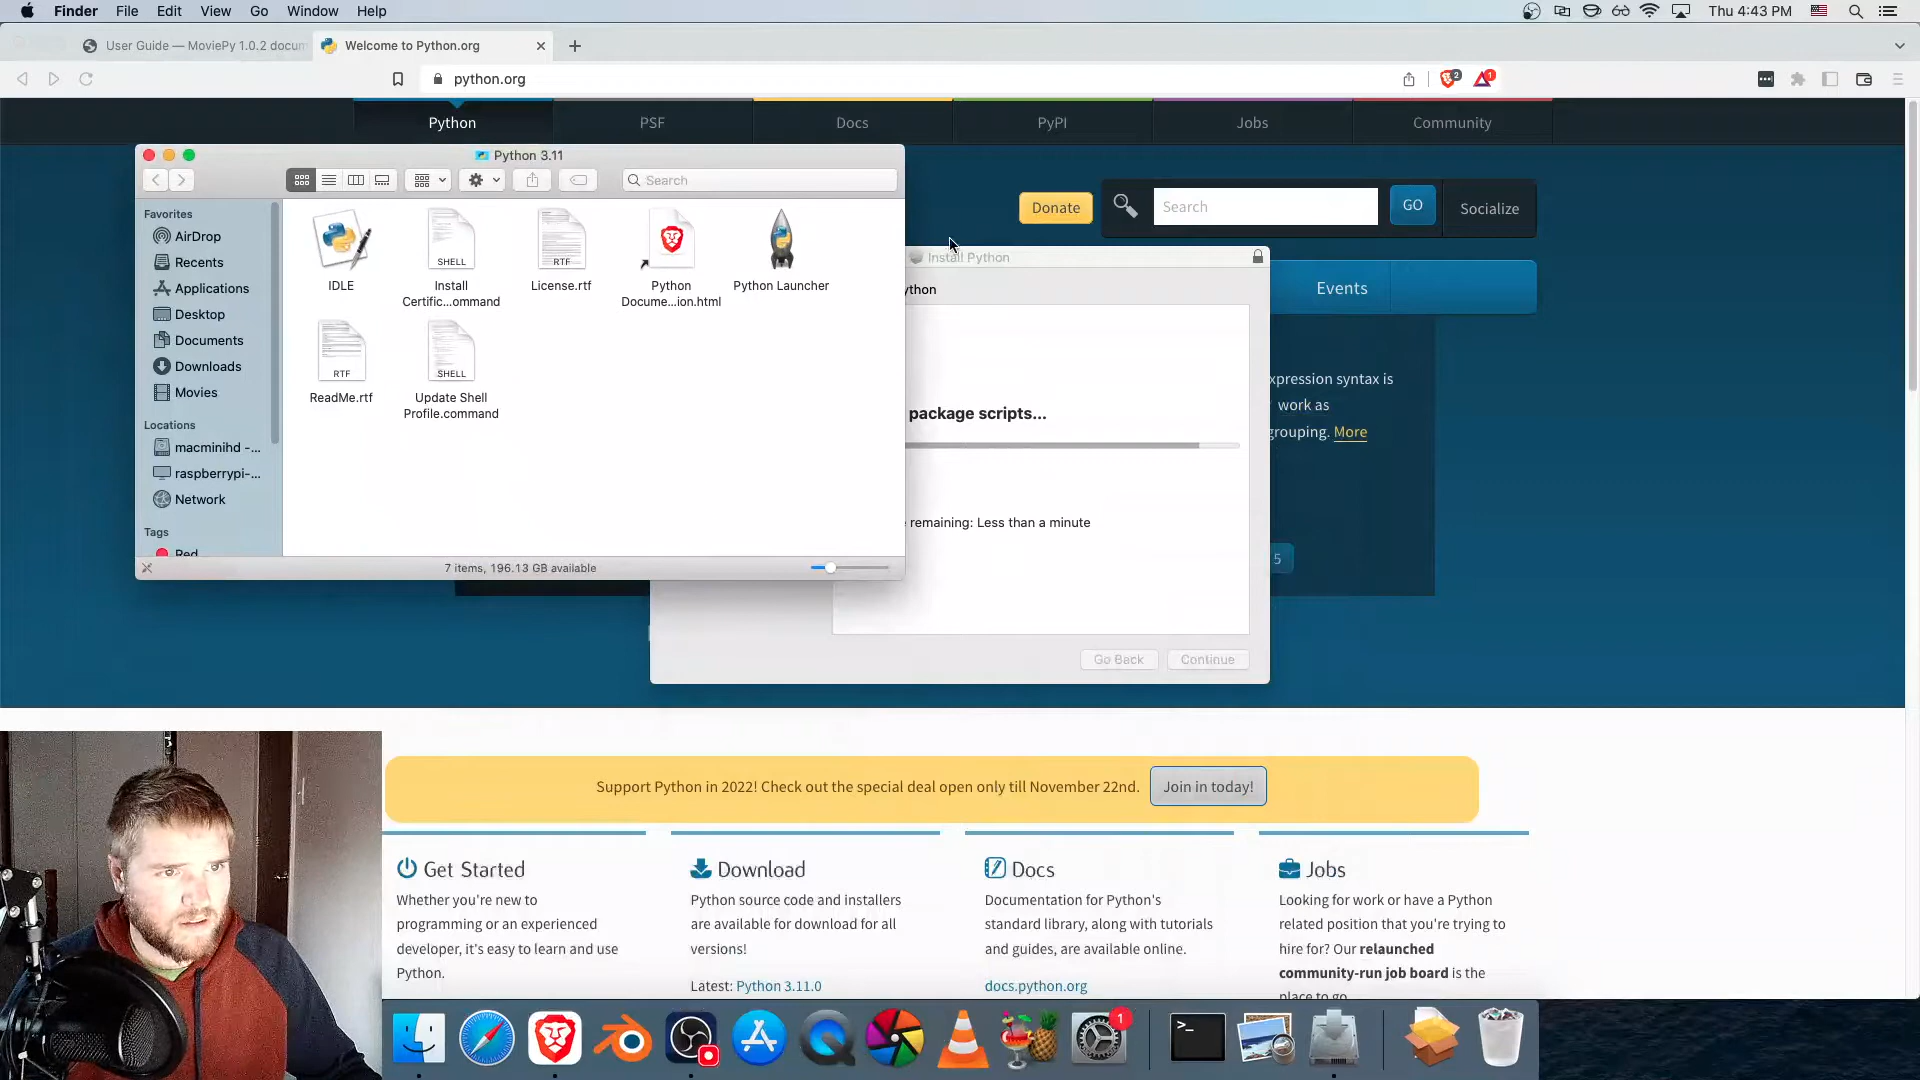 Finder File Edit View Go Window Help
Thu 4:43 PM
User Guide — MoviePy 1.0.2 docum
Welcome to Python.org
python.org
2
1
Python
PSF
Docs
PyPI
Jobs
Community
Python 3.11
Search
Donate
Search
GO
Socialize
Favorites
AirDrop
Recents
Applications
Desktop
Documents
Downloads
Movies
Locations
macminihd -...
raspberrypi-...
Network
Tags
Red
IDLE
SHELL
Install
Certific...ommand
RTF
License.rtf
Python
Docume...ion.html
Python Launcher
RTF
ReadMe.rtf
SHELL
Update Shell
Profile.command
7 items, 196.13 GB available
Install Python
ython
package scripts...
remaining: Less than a minute
Go Back
Continue
Events
xpression syntax is
work as
grouping. More
5
Support Python in 2022! Check out the special deal open only till November 22nd.
Join in today!
Get Started
Whether you're new to
programming or an experienced
developer, it's easy to learn and use
Python.
Download
Python source code and installers
are available for download for all
versions!
Latest: Python 3.11.0
Docs
Documentation for Python's
standard library, along with tutorials
and guides, are available online.
docs.python.org
Jobs
Looking for work or have a Python
related position that you're trying to
hire for? Our relaunched
community-run job board is the
place to go.
1